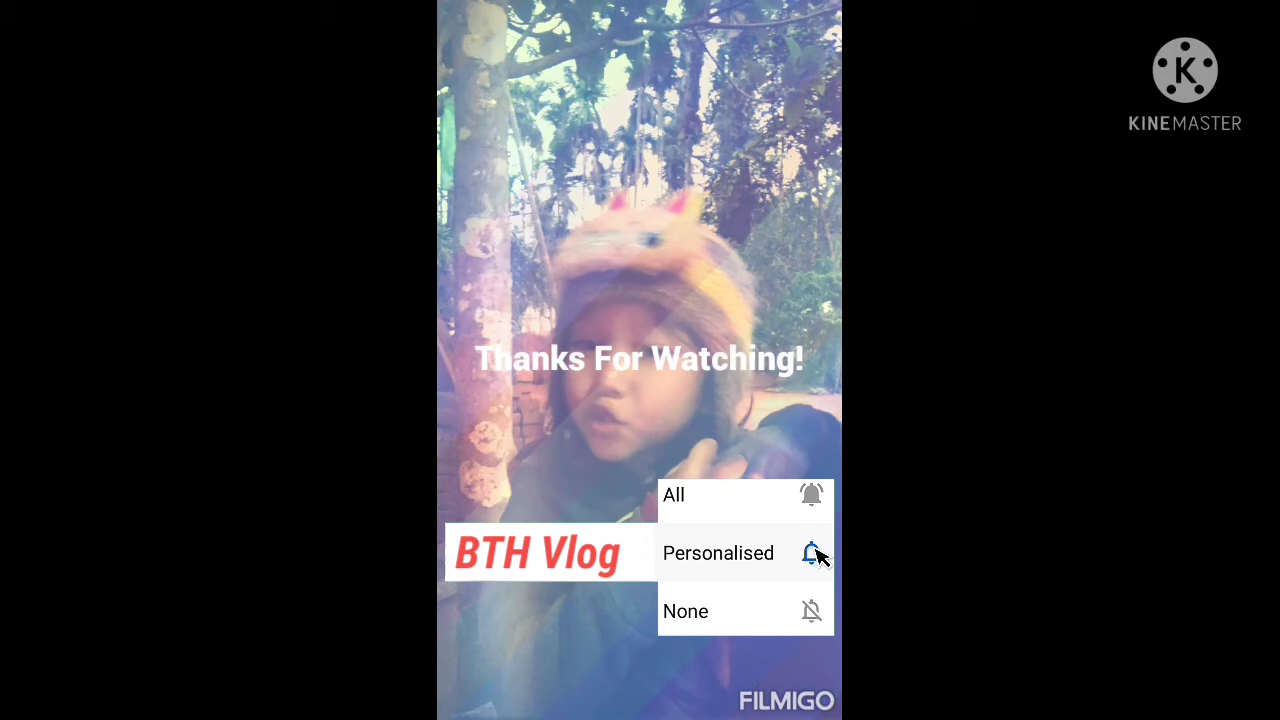 K
KINEMASTER
Thanks For Watching!
All
BTH Vlog
Personalised
None
FILMIGO